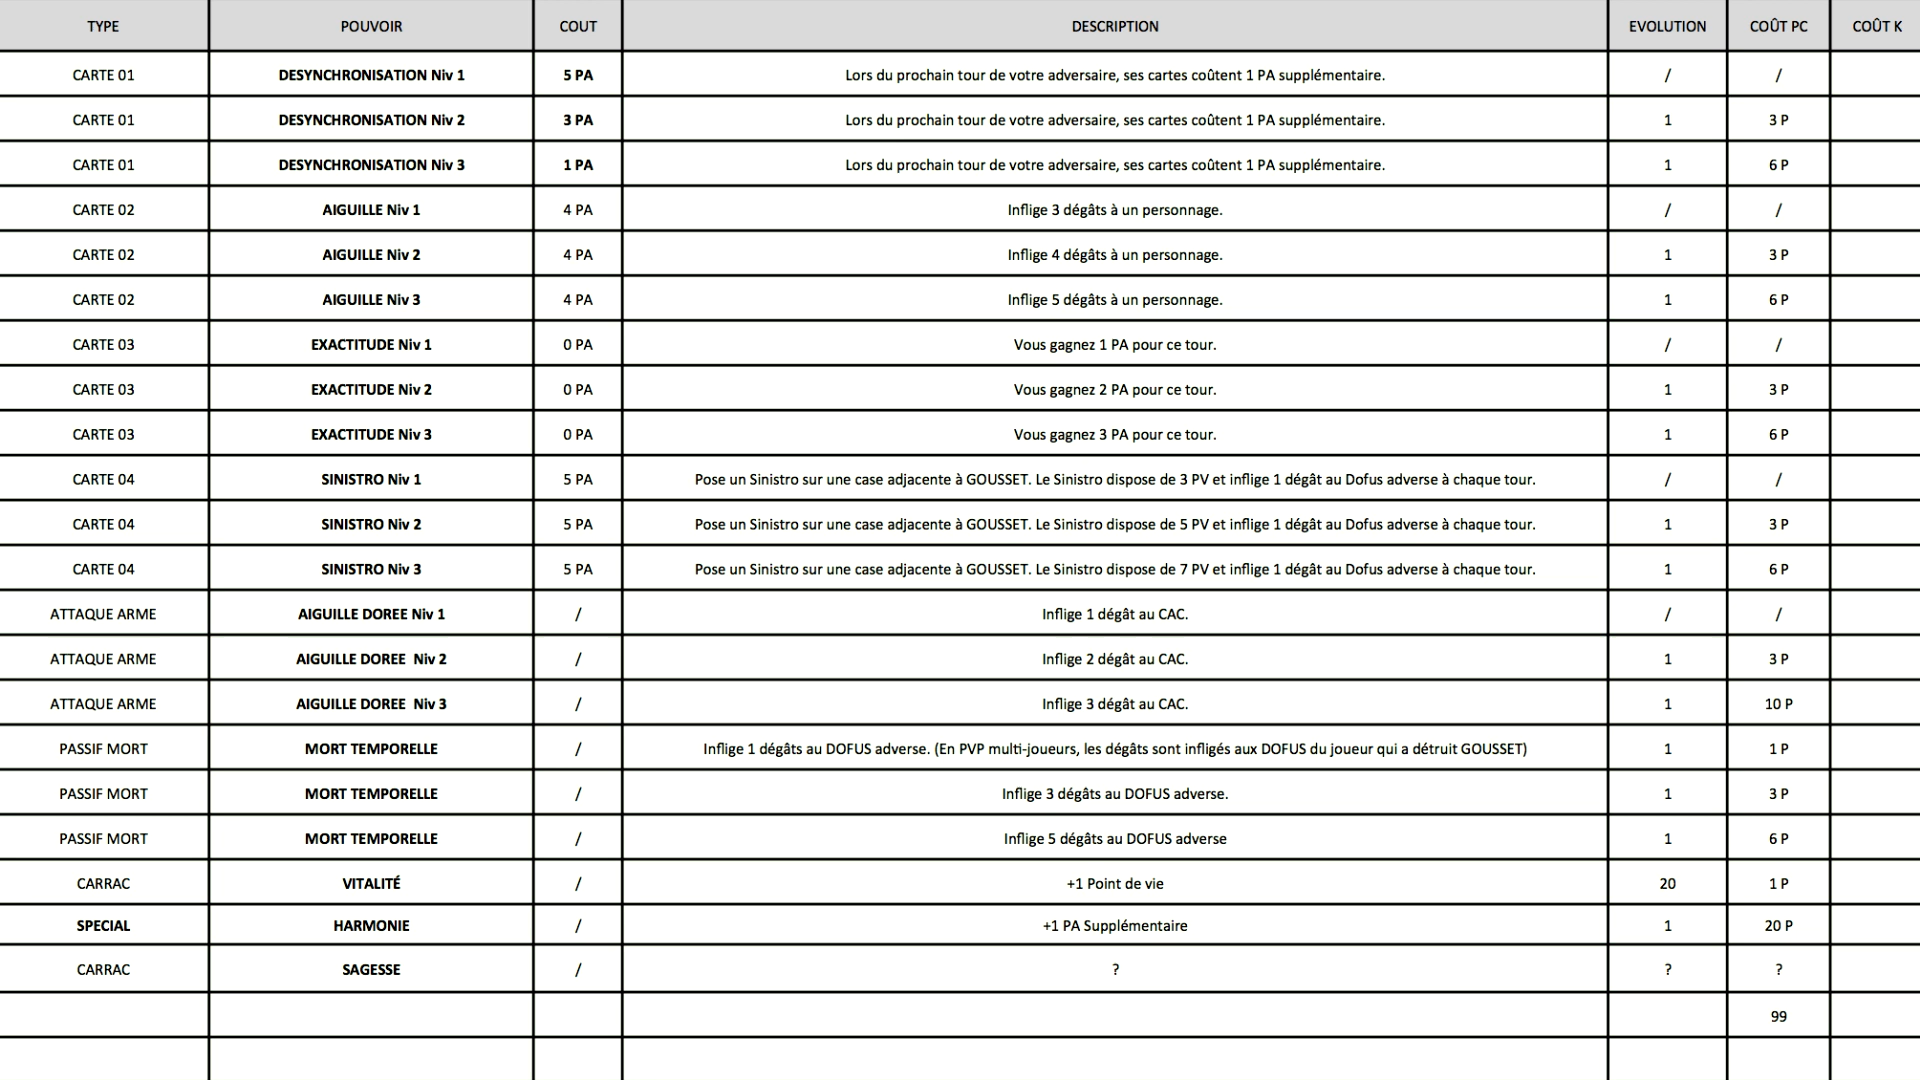 TYPE POUVOIR COUT DESCRIPTION EVOLUTION COÛT PC COÛT K
CARTE 01 DESYNCHRONISATION Niv 1 5 PA Lors du prochain tour de votre adversaire, ses cartes coûtent 1 PA supplémentaire. / /
CARTE 01 DESYNCHRONISATION Niv 2 3 PA Lors du prochain tour de votre adversaire, ses cartes coûtent 1 PA supplémentaire. 1 3 P
CARTE 01 DESYNCHRONISATION Niv 3 1 PA Lors du prochain tour de votre adversaire, ses cartes coûtent 1 PA supplémentaire. 1 6 P
CARTE 02 AIGUILLE Niv 1 4 PA Inflige 3 dégâts à un personnage. / /
CARTE 02 AIGUILLE Niv 2 4 PA Inflige 4 dégâts à un personnage. 1 3 P
CARTE 02 AIGUILLE Niv 3 4 PA Inflige 5 dégâts à un personnage. 1 6 P
CARTE 03 EXACTITUDE Niv 1 0 PA Vous gagnez 1 PA pour ce tour. / /
CARTE 03 EXACTITUDE Niv 2 0 PA Vous gagnez 2 PA pour ce tour. 1 3 P
CARTE 03 EXACTITUDE Niv 3 0 PA Vous gagnez 3 PA pour ce tour. 1 6 P
CARTE 04 SINISTRO Niv 1 5 PA Pose un Sinistro sur une case adjacente à GOUSSET. Le Sinistro dispose de 3 PV et inflige 1 dégât au Dofus adverse à chaque tour. / /
CARTE 04 SINISTRO Niv 2 5 PA Pose un Sinistro sur une case adjacente à GOUSSET. Le Sinistro dispose de 5 PV et inflige 1 dégât au Dofus adverse à chaque tour. 1 3 P
CARTE 04 SINISTRO Niv 3 5 PA Pose un Sinistro sur une case adjacente à GOUSSET. Le Sinistro dispose de 7 PV et inflige 1 dégât au Dofus adverse à chaque tour. 1 6 P
ATTAQUE ARME AIGUILLE DOREE Niv 1 / Inflige 1 dégât au CAC. / /
ATTAQUE ARME AIGUILLE DOREE Niv 2 / Inflige 2 dégât au CAC. 1 3 P
ATTAQUE ARME AIGUILLE DOREE Niv 3 / Inflige 3 dégât au CAC. 1 10 P
PASSIF MORT MORT TEMPORELLE / Inflige 1 dégâts au DOFUS adverse. (En PVP multi-joueurs, les dégâts sont infligés aux DOFUS du joueur qui a détruit GOUSSET) 1 1 P
PASSIF MORT MORT TEMPORELLE / Inflige 3 dégâts au DOFUS adverse. 1 3 P
PASSIF MORT MORT TEMPORELLE / Inflige 5 dégâts au DOFUS adverse 1 6 P
CARRAC VITALITÉ / +1 Point de vie 20 1 P
SPECIAL HARMONIE / +1 PA Supplémentaire 1 20 P
CARRAC SAGESSE / ? ? ?
99